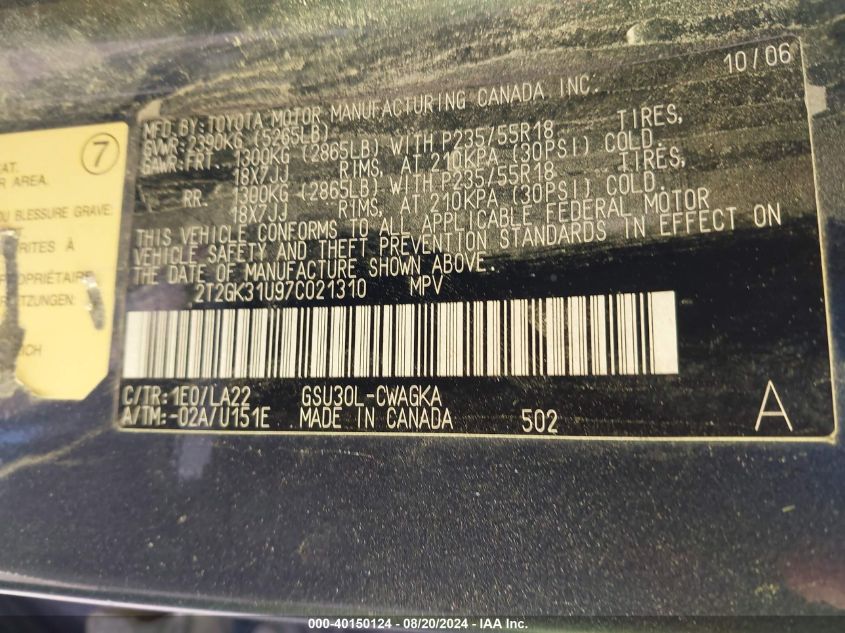 10/06
MFD.BY:TOYOTA MOTOR MANUFACTURING CANADA INC.
GVWR:2390KG (5265LB)
GAWR:FRT. 1300KG (2865LB) WITH P235/55R18 TIRES,
18X7JJ RIMS, AT 210KPA (30PSI) COLD.
RR. 1300KG (2865LB) WITH P235/55R18 TIRES,
18X7JJ RIMS, AT 210KPA (30PSI) COLD.
THIS VEHICLE CONFORMS TO ALL APPLICABLE FEDERAL MOTOR
VEHICLE SAFETY AND THEFT PREVENTION STANDARDS IN EFFECT ON
THE DATE OF MANUFACTURE SHOWN ABOVE.
2T2GK31U97C021310 MPV
C/TR:1E0/LA22 GSU30L-CWAGKA
A/TM:-02A/U151E MADE IN CANADA 502 A
7
AREA.
BLESSURE GRAVE
À
000-40150124 - 08/20/2024 - IAA Inc.